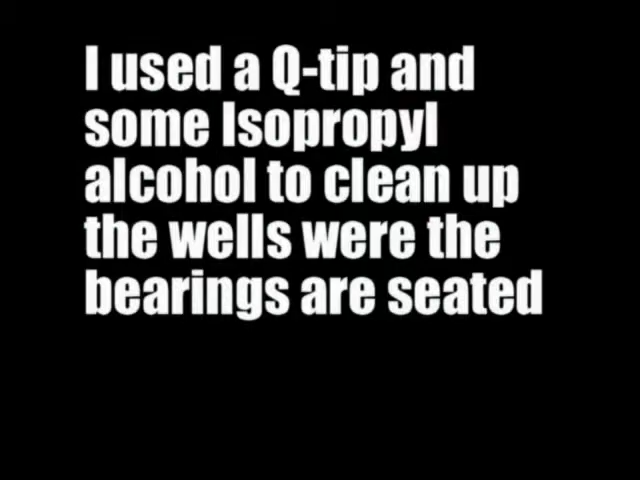 I used a Q-tip and
some Isopropyl
alcohol to clean up
the wells were the
bearings are seated